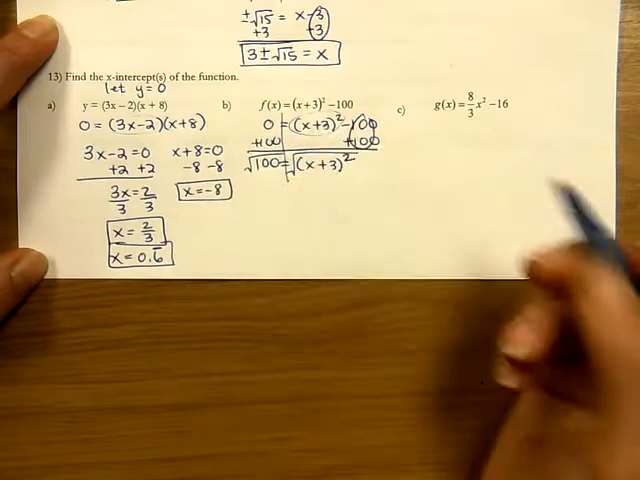 ±√15 = x-3
+3 +3
3±√15 = x
13) Find the x-intercept(s) of the function.
let y=0
a) y = (3x – 2)(x + 8)
0 = (3x-2)(x+8)
3x-2=0 x+8=0
+2 +2 -8 -8
3x = 2 x=-8
3 3
x = 2/3
x = 0.6̅
b) f(x) = (x + 3)² – 100
0 = (x+3)² - 100
+100 +100
√100 = √(x+3)²
c) g(x) = 8/3 x² – 16